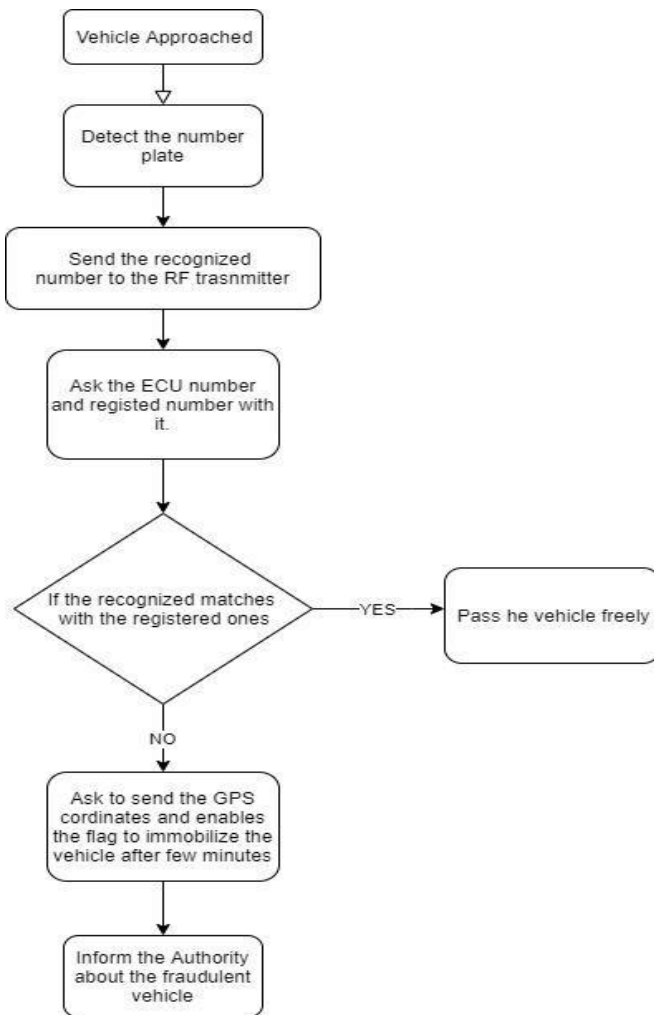 Vehicle Approached
Detect the number
plate
Send the recognized
number to the RF trasnmitter
Ask the ECU number
and registed number with
it.
If the recognized matches
with the registered ones
YES
Pass he vehicle freely
NO
Ask to send the GPS
cordinates and enables
the flag to immobilize the
vehicle after few minutes
Inform the Authority
about the fraudulent
vehicle